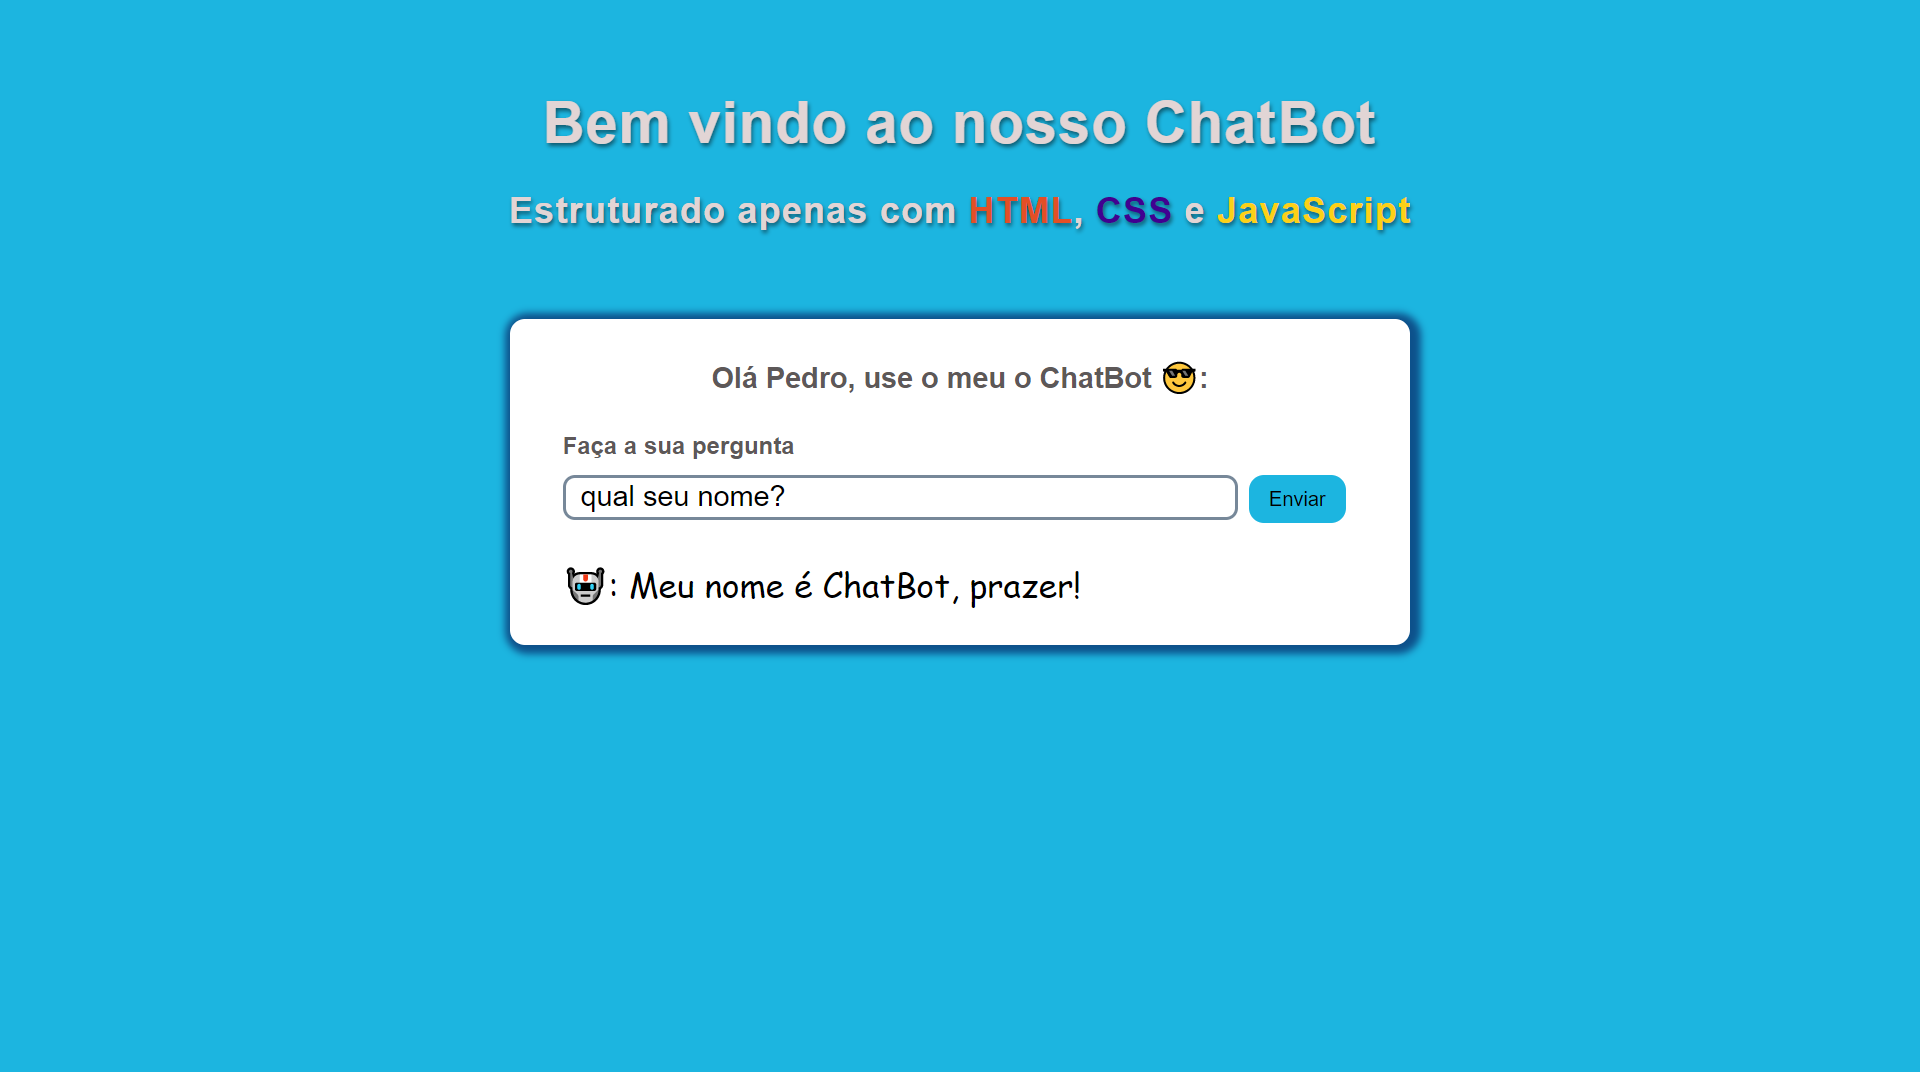 Bem vindo ao nosso ChatBot
Estruturado apenas com HTML, CSS e JavaScript
Olá Pedro, use o meu o ChatBot 😎:
Faça a sua pergunta
qual seu nome?
Enviar
🤖: Meu nome é ChatBot, prazer!